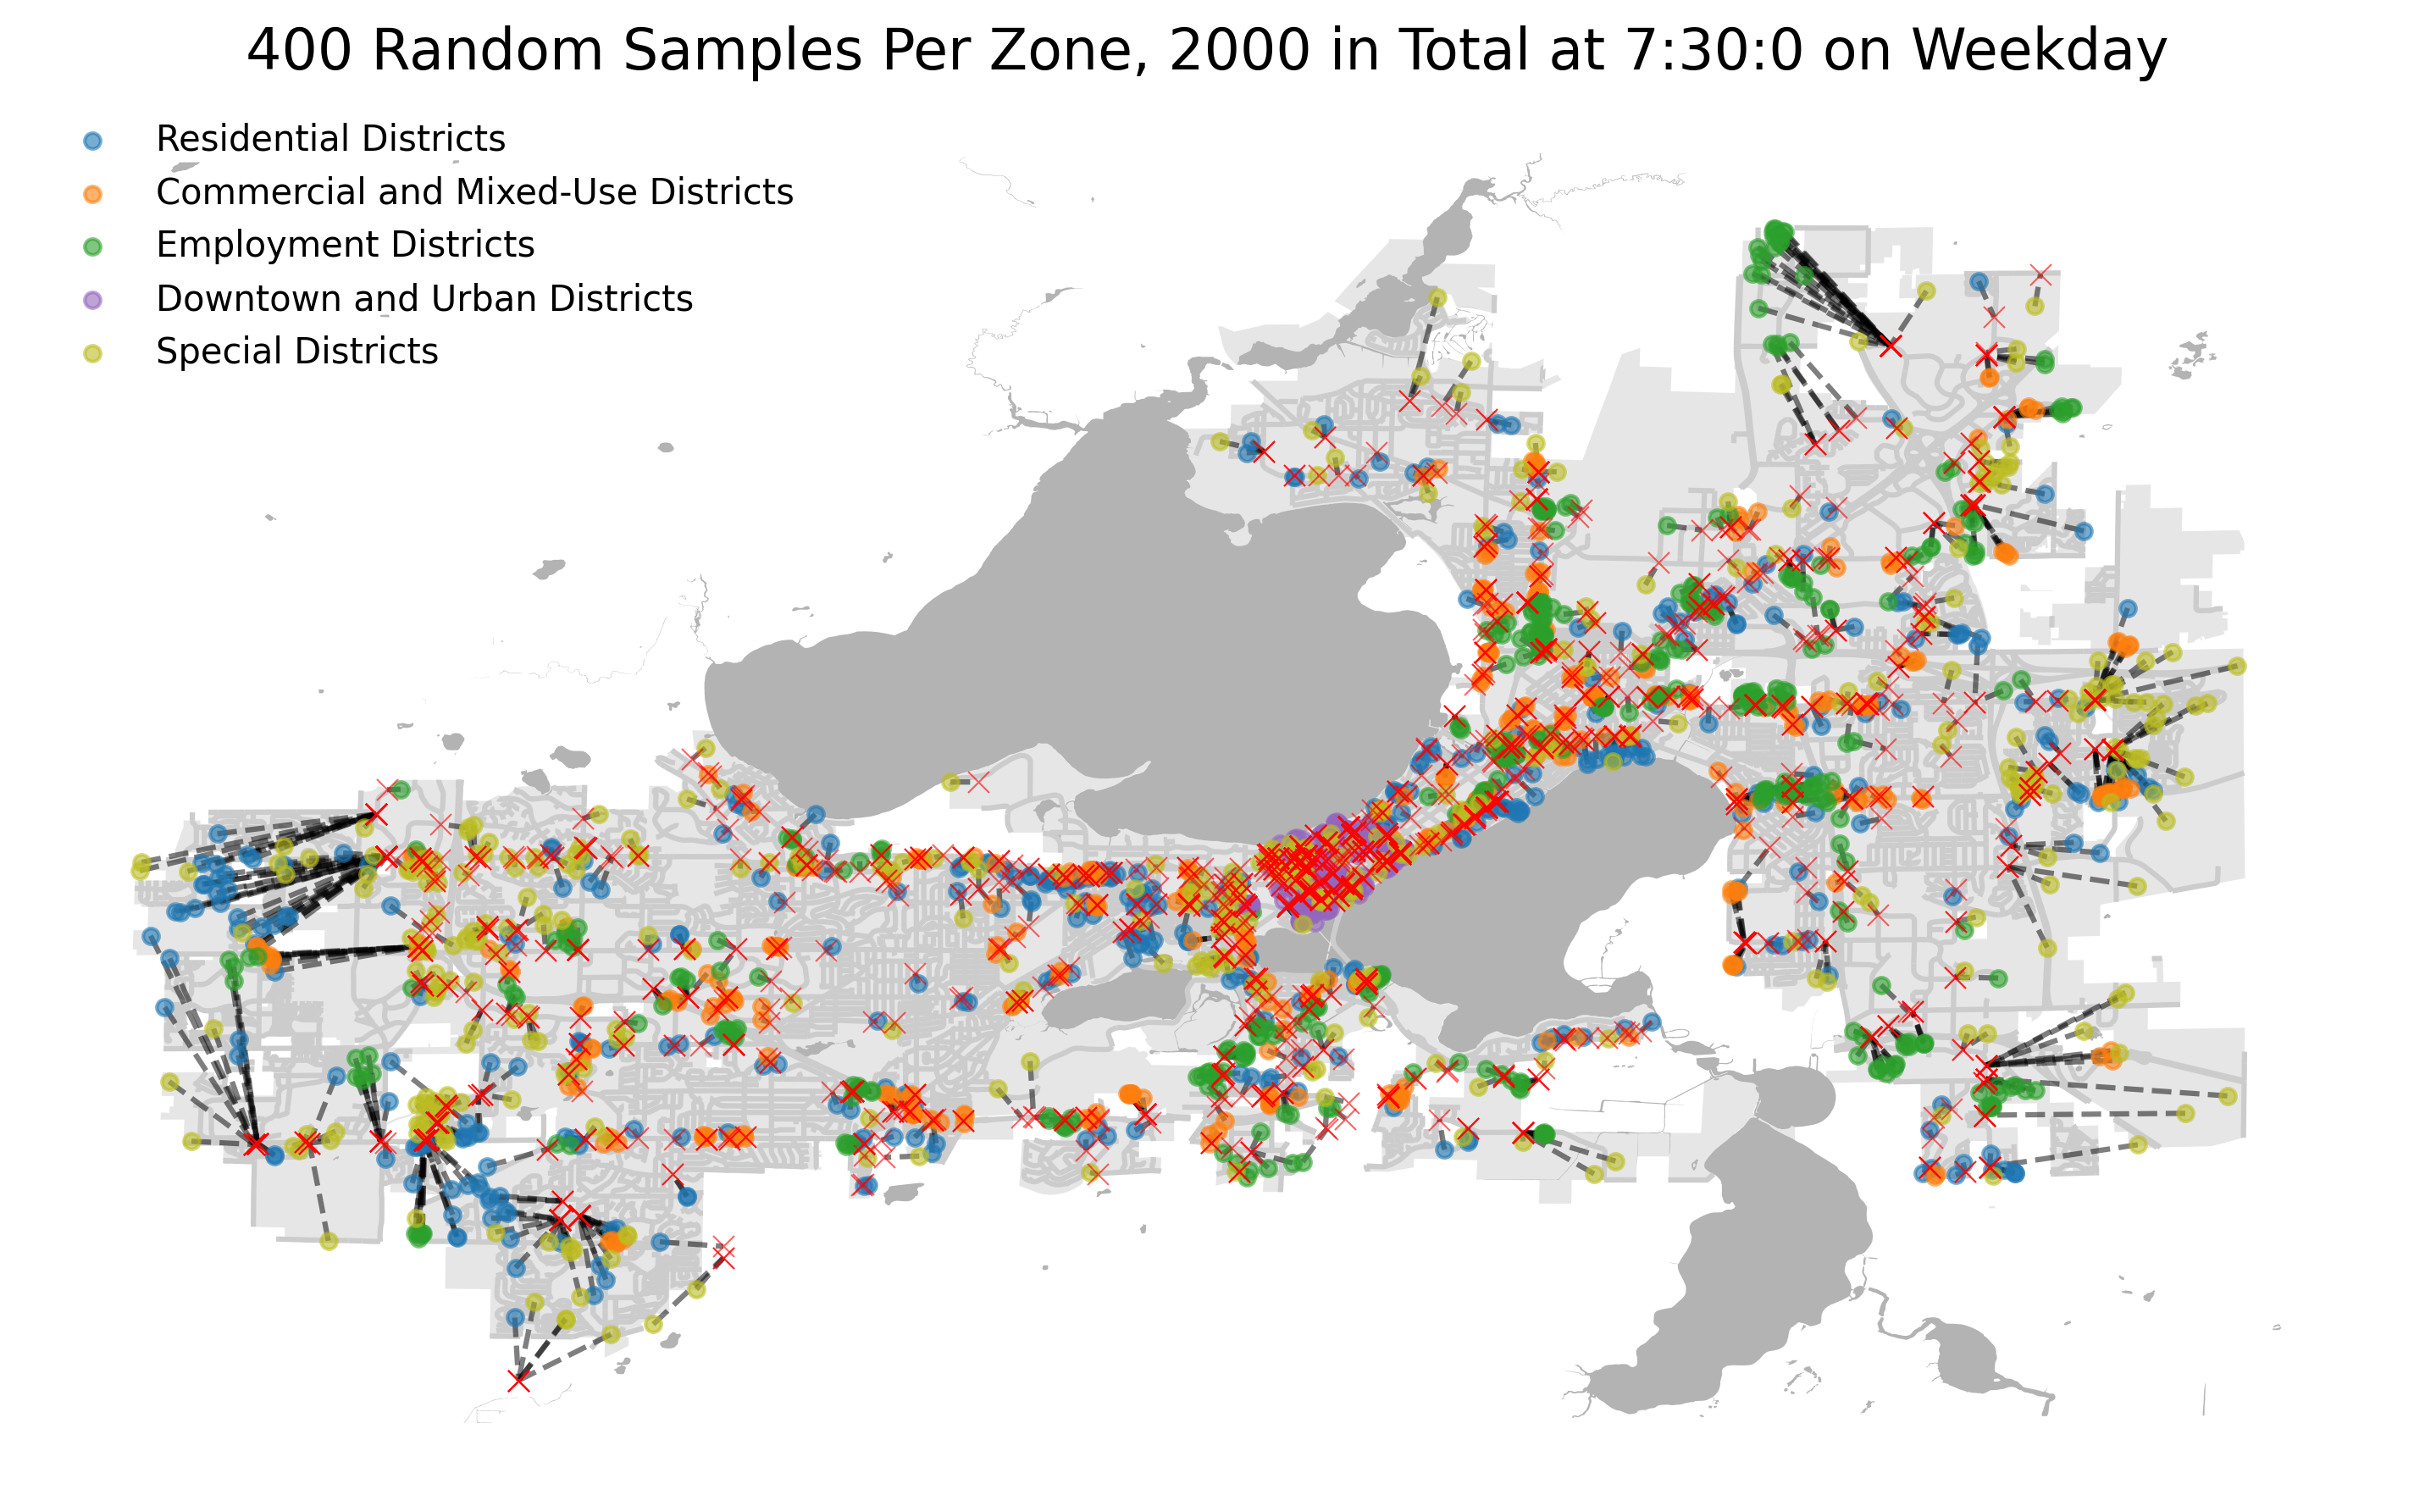 400 Random Samples Per Zone, 2000 in Total at 7:30:0 on Weekday
Residential Districts
Commercial and Mixed-Use Districts
Employment Districts
Downtown and Urban Districts
Special Districts